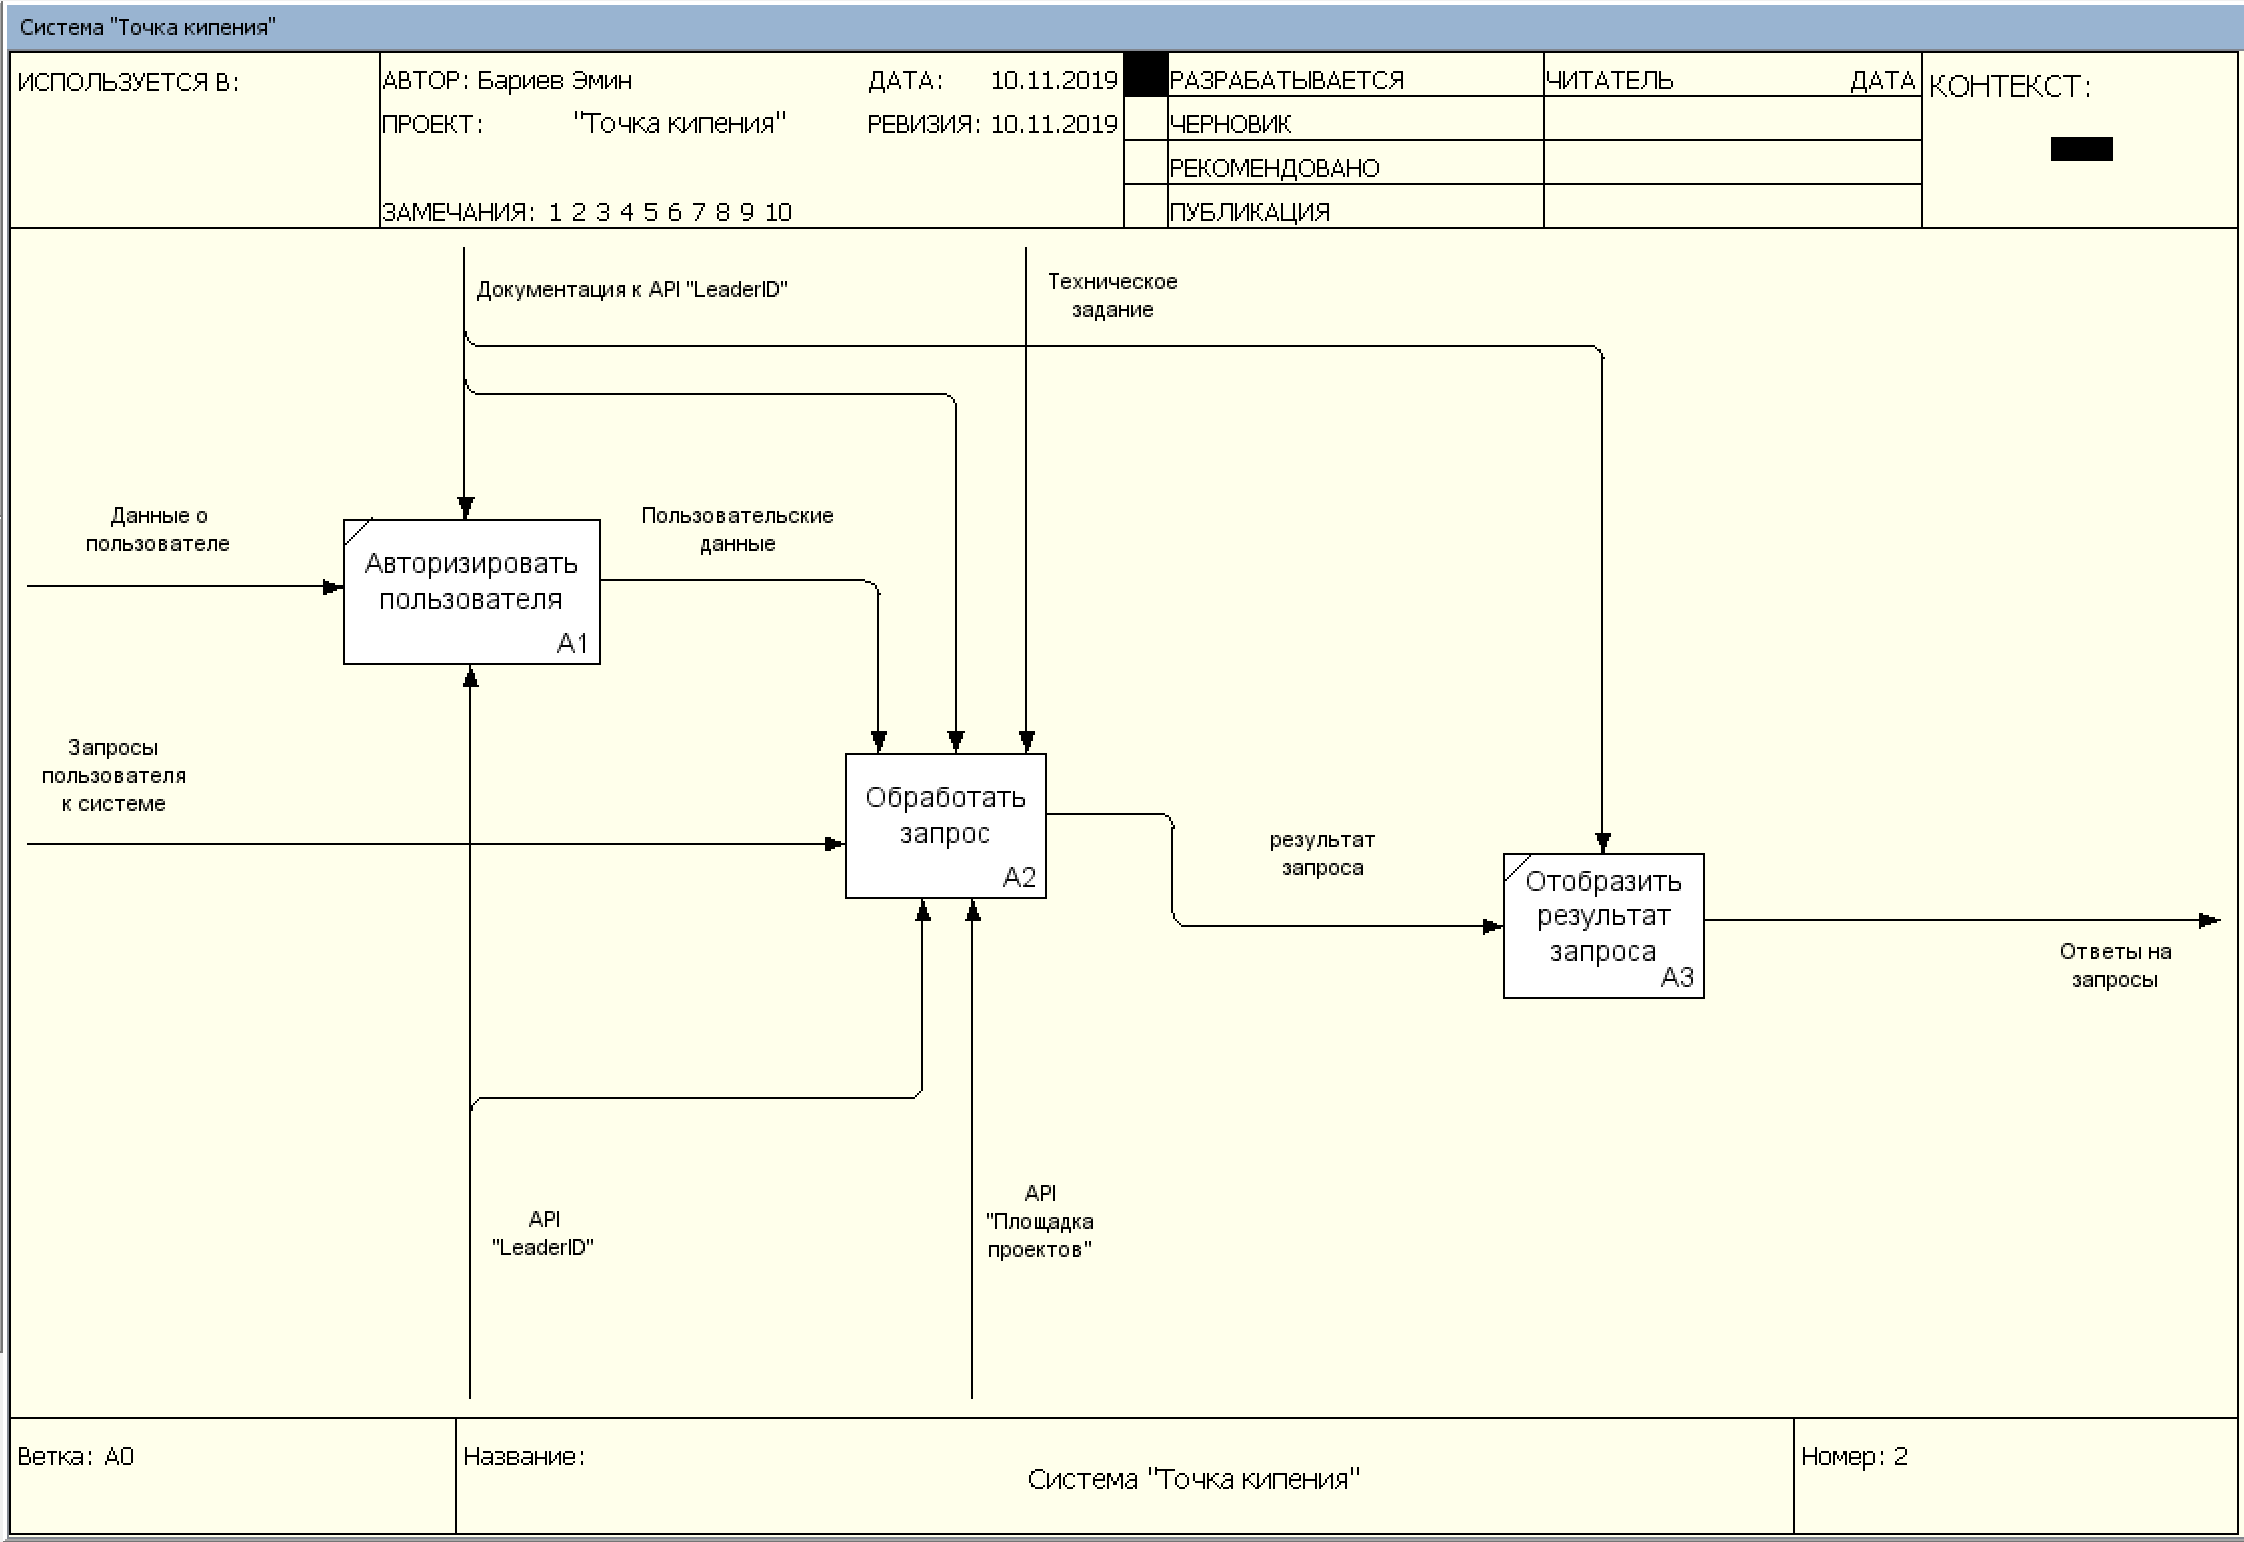 Система "Точка кипения"
ИСПОЛЬЗУЕТСЯ В:
АВТОР: Бариев Эмин
ДАТА: 10.11.2019
ПРОЕКТ: "Точка кипения"
РЕВИЗИЯ: 10.11.2019
ЗАМЕЧАНИЯ: 1 2 3 4 5 6 7 8 9 10
РАЗРАБАТЫВАЕТСЯ
ЧЕРНОВИК
РЕКОМЕНДОВАНО
ПУБЛИКАЦИЯ
ЧИТАТЕЛЬ ДАТА
КОНТЕКСТ:
Документация к API "LeaderID"
Техническое
задание
Данные о
пользователе
Авторизировать
пользователя
A1
Пользовательские
данные
Запросы
пользователя
к системе
Обработать
запрос
A2
результат
запроса
Отобразить
результат
запроса
A3
Ответы на
запросы
API
"LeaderID"
API
"Площадка
проектов"
Ветка: A0
Название:
Система "Точка кипения"
Номер: 2